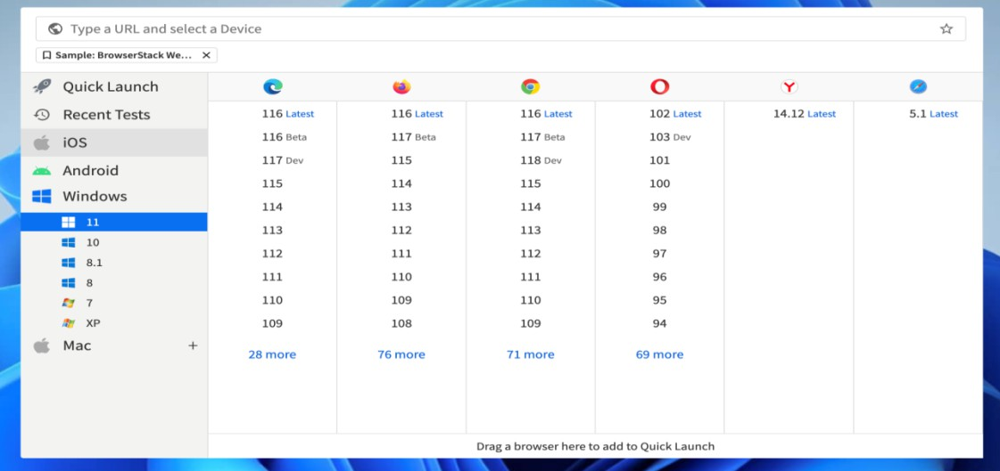 Type a URL and select a Device
Sample: BrowserStack We...
Quick Launch
Recent Tests
iOS
Android
Windows
11
10
8.1
8
7
XP
Mac
116 Latest
116 Beta
117 Dev
115
114
113
112
111
110
109
28 more
116 Latest
117 Beta
115
114
113
112
111
110
109
108
76 more
116 Latest
117 Beta
118 Dev
115
114
113
112
111
110
109
71 more
102 Latest
103 Dev
101
100
99
98
97
96
95
94
69 more
14.12 Latest
5.1 Latest
Drag a browser here to add to Quick Launch